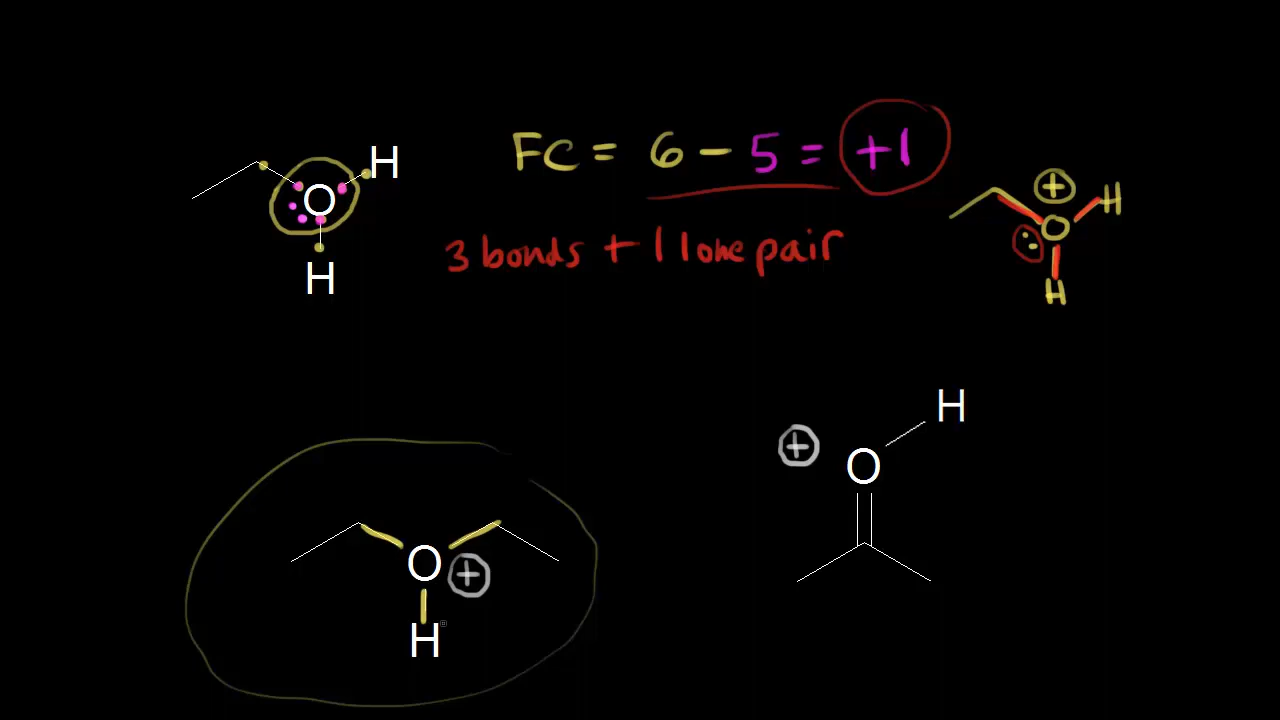 FC = 6 - 5 = +1
3 bonds + 1 lone pair
O H
H
+
O H
H
O +
H
+ O H